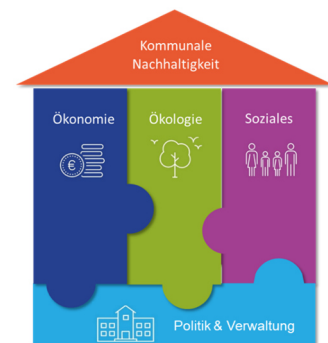 Kommunale
Nachhaltigkeit
Ökonomie
Ökologie
Soziales
€
Politik & Verwaltung